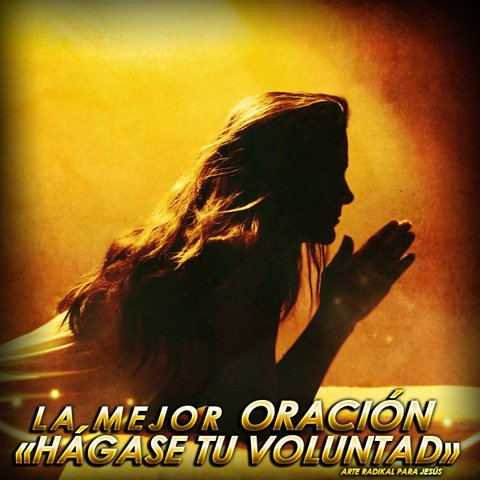 LA MEJOR ORACIÓN
«HÁGASE TU VOLUNTAD»
ARTE RADIKAL PARA JESÚS